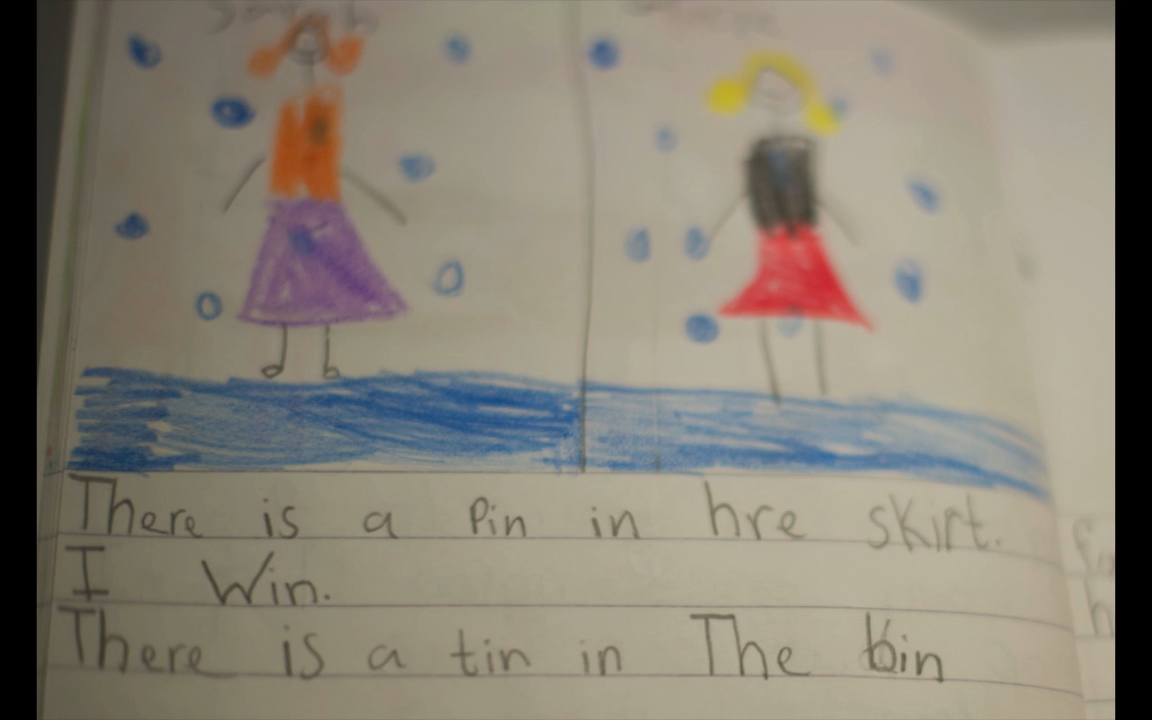 There is a Pin in hre skirt.
I Win.
There is a tin in The bin